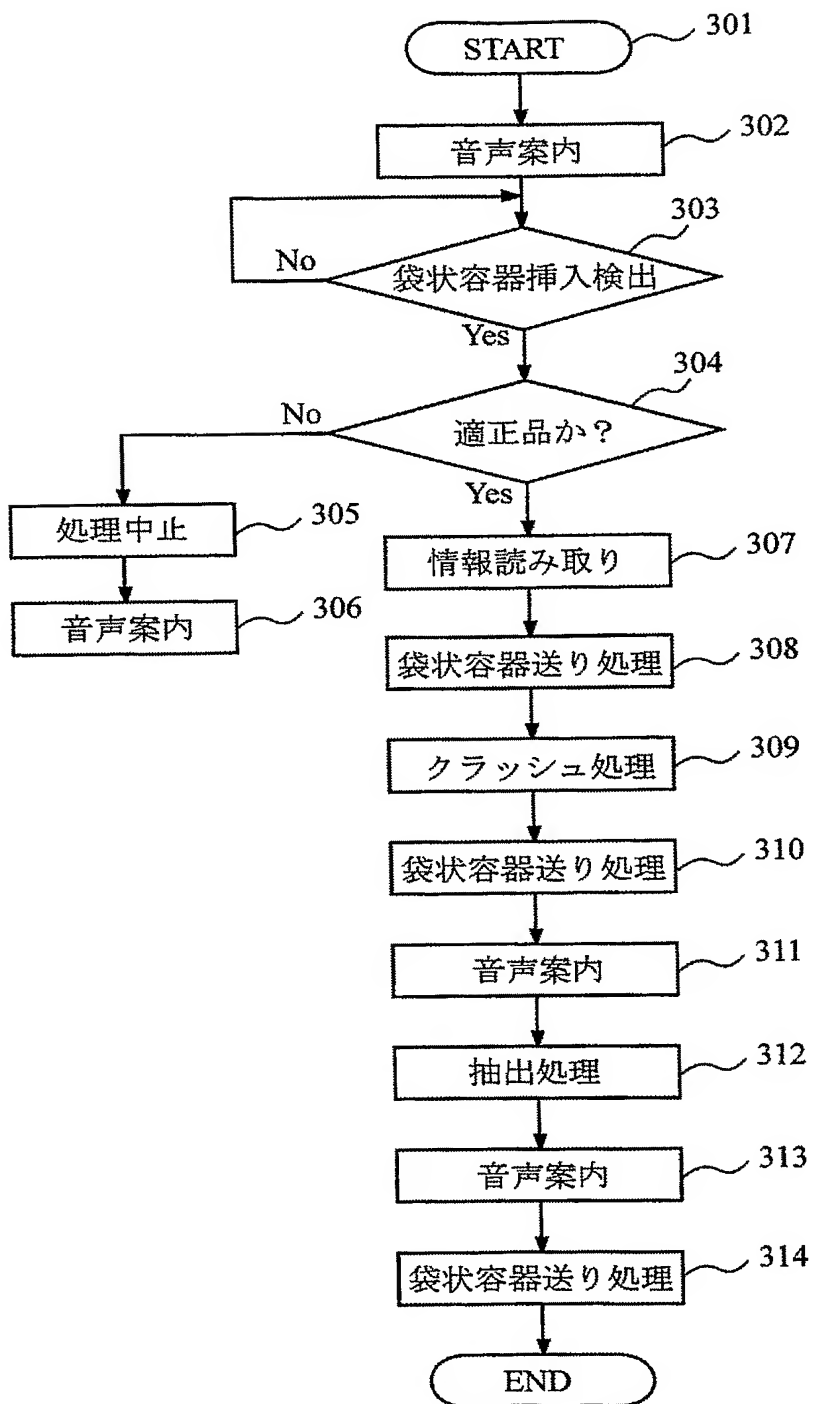 START
301
音声案内
302
袋状容器挿入検出
303
No
Yes
適正品か？
304
No
Yes
処理中止
305
音声案内
306
情報読み取り
307
袋状容器送り処理
308
クラッシュ処理
309
袋状容器送り処理
310
音声案内
311
抽出処理
312
音声案内
313
袋状容器送り処理
314
END